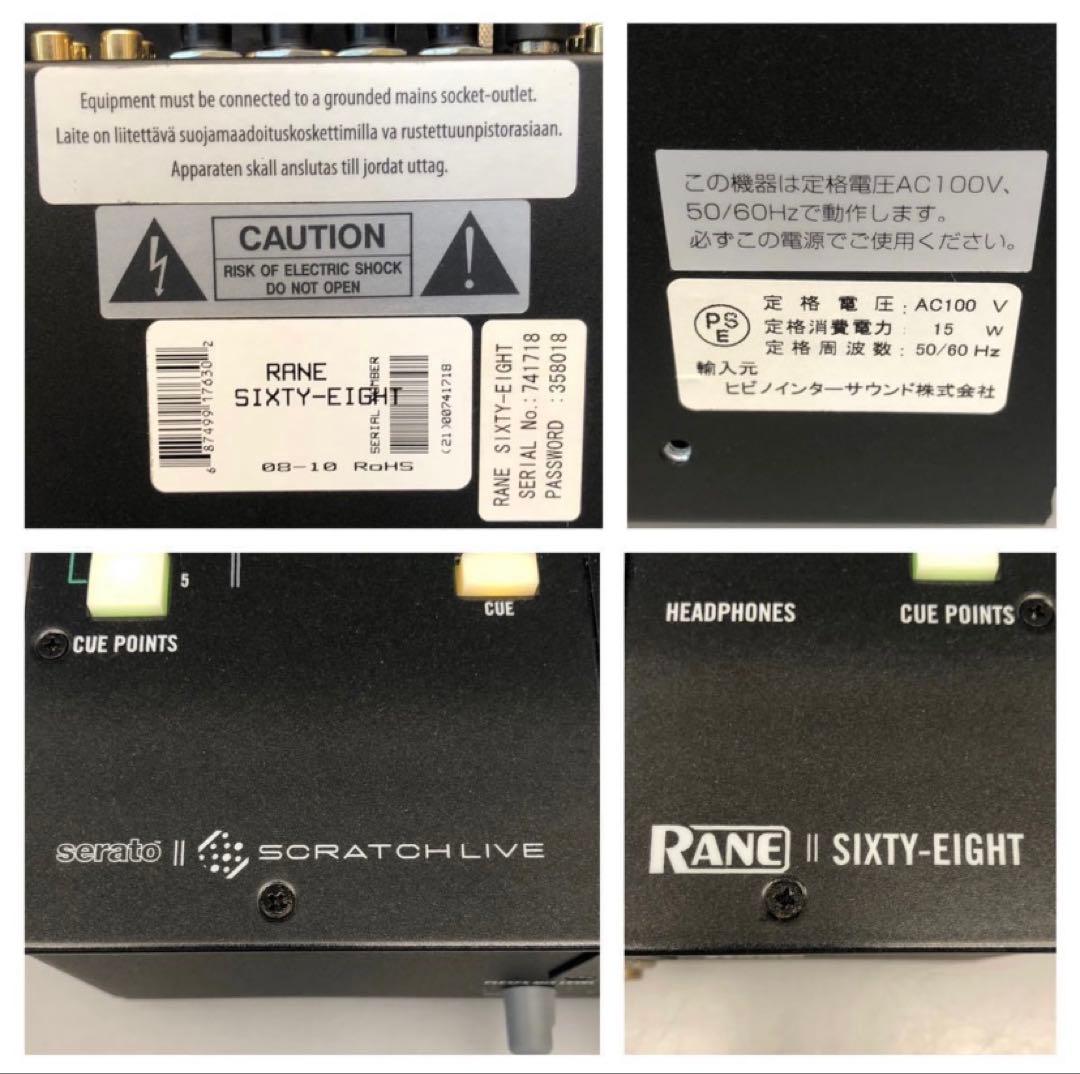 Equipment must be connected to a grounded mains socket-outlet.
Laite on liitettävä suojamaadoituskoskettimilla va rustettuunpistorasiaan.
Apparaten skall anslutas till jordat uttag.
CAUTION
RISK OF ELECTRIC SHOCK
DO NOT OPEN
RANE
SIXTY-EIGHT
6 87499 17630 2
SERIAL NUMBER
(21)00741718
08-10 RoHS
RANE SIXTY-EIGHT
SERIAL No.:741718
PASSWORD :358018
この機器は定格電圧AC100V、
50/60Hzで動作します。
必ずこの電源でご使用ください。
PSE
定格電圧:AC100 V
定格消費電力: 15 W
定格周波数:50/60 Hz
輸入元
ヒビノインターサウンド株式会社
5
CUE
CUE POINTS
serato || SCRATCH LIVE
HEADPHONES
CUE POINTS
RANE || SIXTY-EIGHT